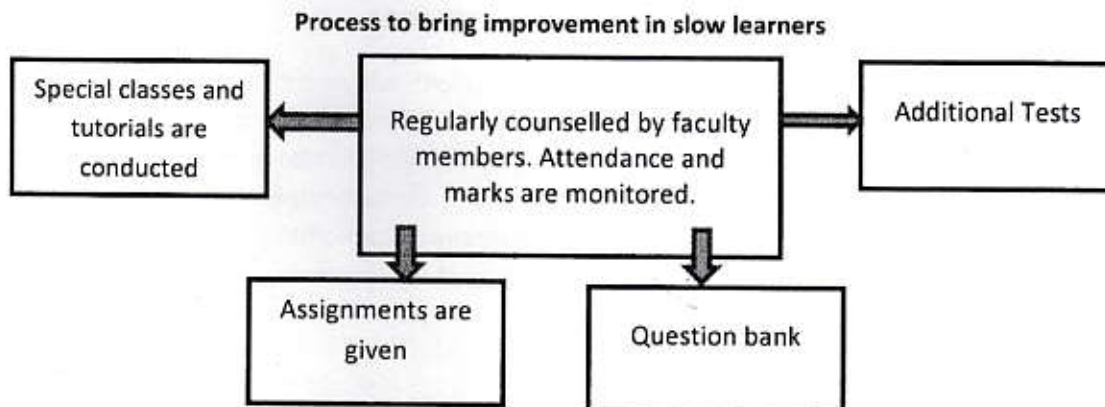 Process to bring improvement in slow learners
Special classes and
tutorials are
conducted
Regularly counselled by faculty
members. Attendance and
marks are monitored.
Additional Tests
Assignments are
given
Question bank